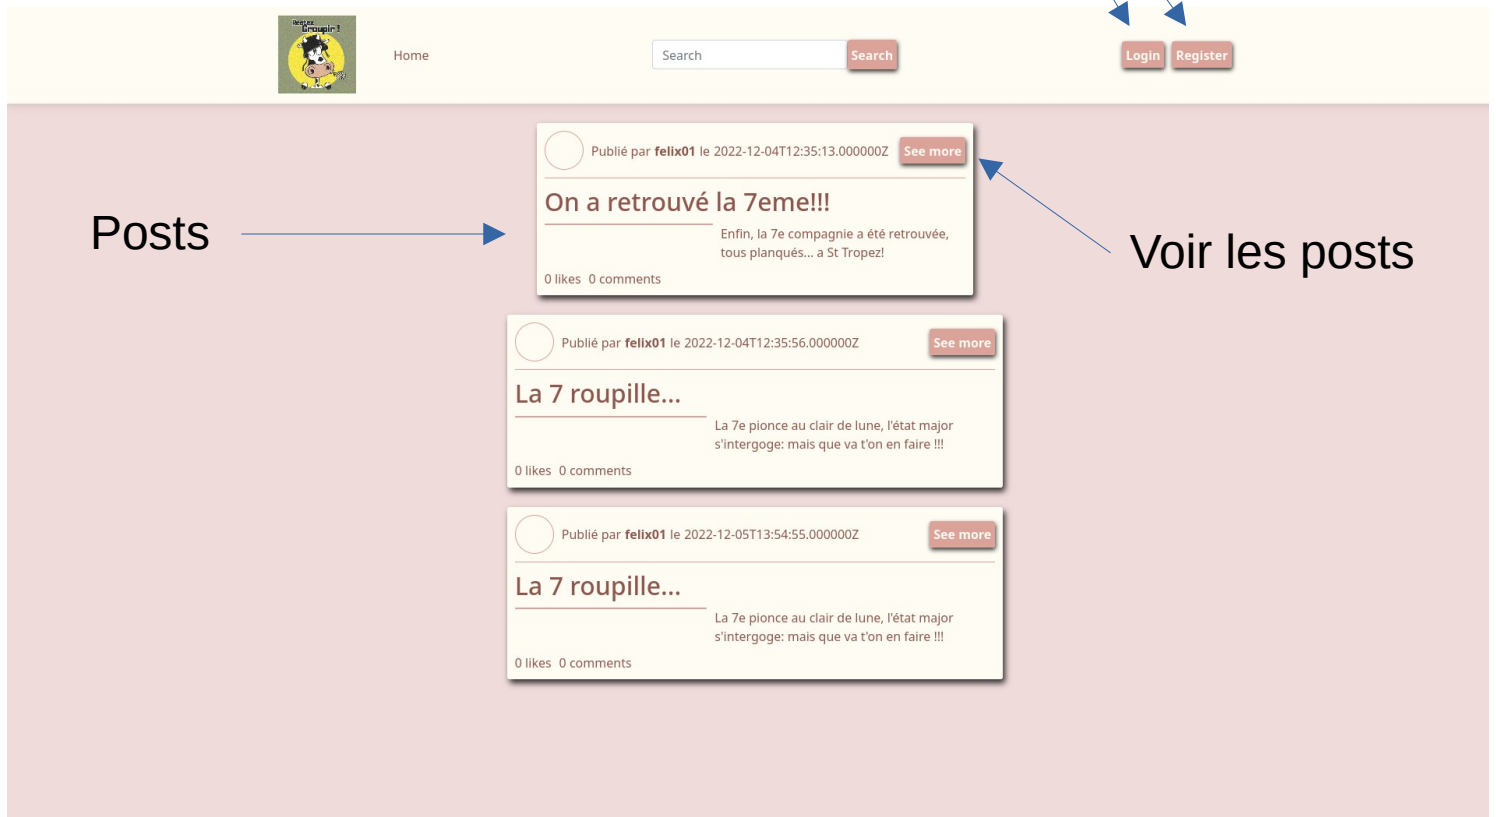 Restez
Groupir !
Home
Search
Search
Login
Register
Publié par felix01 le 2022-12-04T12:35:13.000000Z
See more
On a retrouvé la 7eme!!!
Enfin, la 7e compagnie a été retrouvée,
tous planqués... a St Tropez!
0 likes 0 comments
Posts
Voir les posts
Publié par felix01 le 2022-12-04T12:35:56.000000Z
See more
La 7 roupille...
La 7e pionce au clair de lune, l'état major
s'intergoge: mais que va t'on en faire !!!
0 likes 0 comments
Publié par felix01 le 2022-12-05T13:54:55.000000Z
See more
La 7 roupille...
La 7e pionce au clair de lune, l'état major
s'intergoge: mais que va t'on en faire !!!
0 likes 0 comments